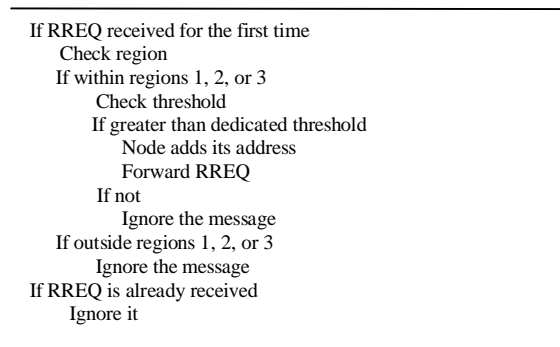 If RREQ received for the first time
Check region
If within regions 1, 2, or 3
Check threshold
If greater than dedicated threshold
Node adds its address
Forward RREQ
If not
Ignore the message
If outside regions 1, 2, or 3
Ignore the message
If RREQ is already received
Ignore it